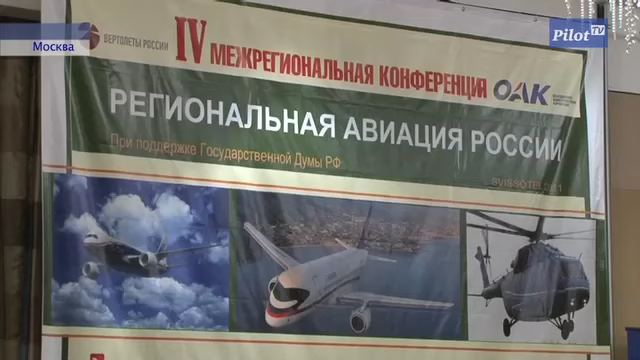 Москва
Pilot TV
ВЕРТОЛЕТЫ РОССИИ
IV МЕЖРЕГИОНАЛЬНАЯ КОНФЕРЕНЦИЯ
ОАК
РЕГИОНАЛЬНАЯ АВИАЦИЯ РОССИИ
При поддержке Государственной Думы РФ